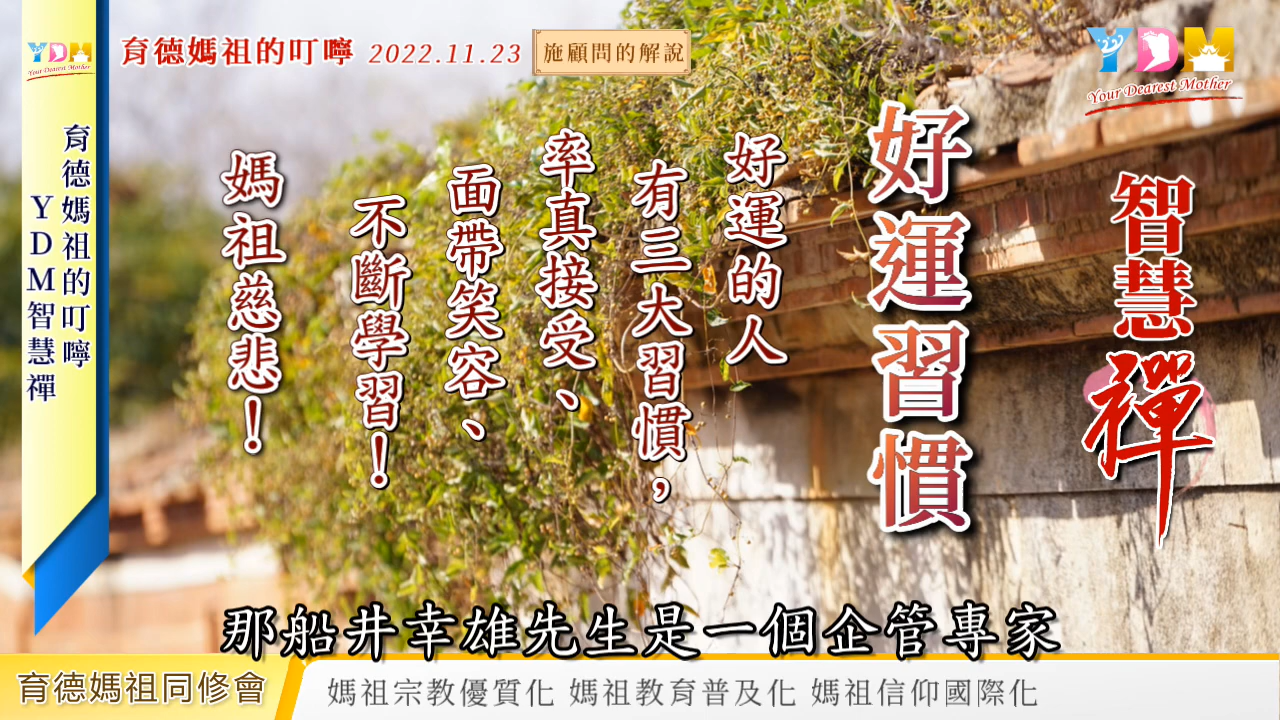 育德媽祖的叮嚀 2022.11.23
施顧問的解說
YDM
Your Dearest Mother
YDM
Your Dearest Mother
智慧禪
好運習慣
好運的人
有三大習慣，
率真接受、
面帶笑容、
不斷學習！
媽祖慈悲！
育德媽祖的叮嚀
YDM智慧禪
那船井幸雄先生是一個企管專家
育德媽祖同修會
媽祖宗教優質化 媽祖教育普及化 媽祖信仰國際化